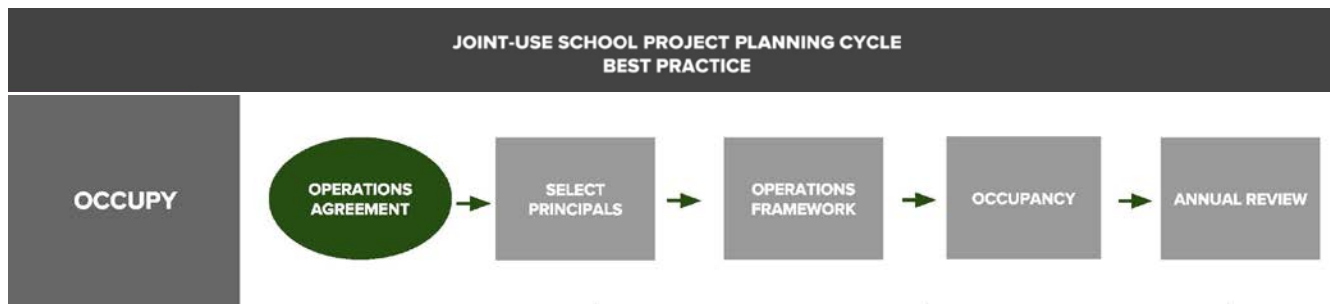 JOINT-USE SCHOOL PROJECT PLANNING CYCLE
BEST PRACTICE
OCCUPY
OPERATIONS
AGREEMENT
SELECT
PRINCIPALS
OPERATIONS
FRAMEWORK
OCCUPANCY
ANNUAL REVIEW